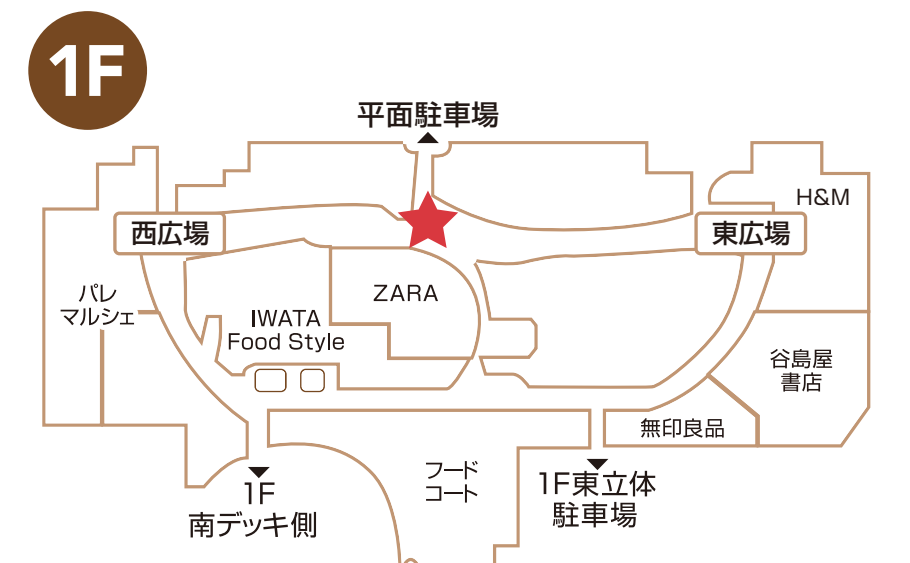 1F
平面駐車場
H&M
西広場
東広場
パレ
マルシェ
ZARA
IWATA
Food Style
谷島屋
書店
無印良品
フード
コート
1F
南デッキ側
1F東立体
駐車場